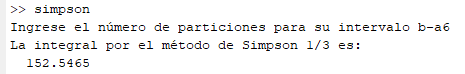 >> simpson
Ingrese el número de particiones para su intervalo b-a6
La integral por el método de Simpson 1/3 es:
152.5465